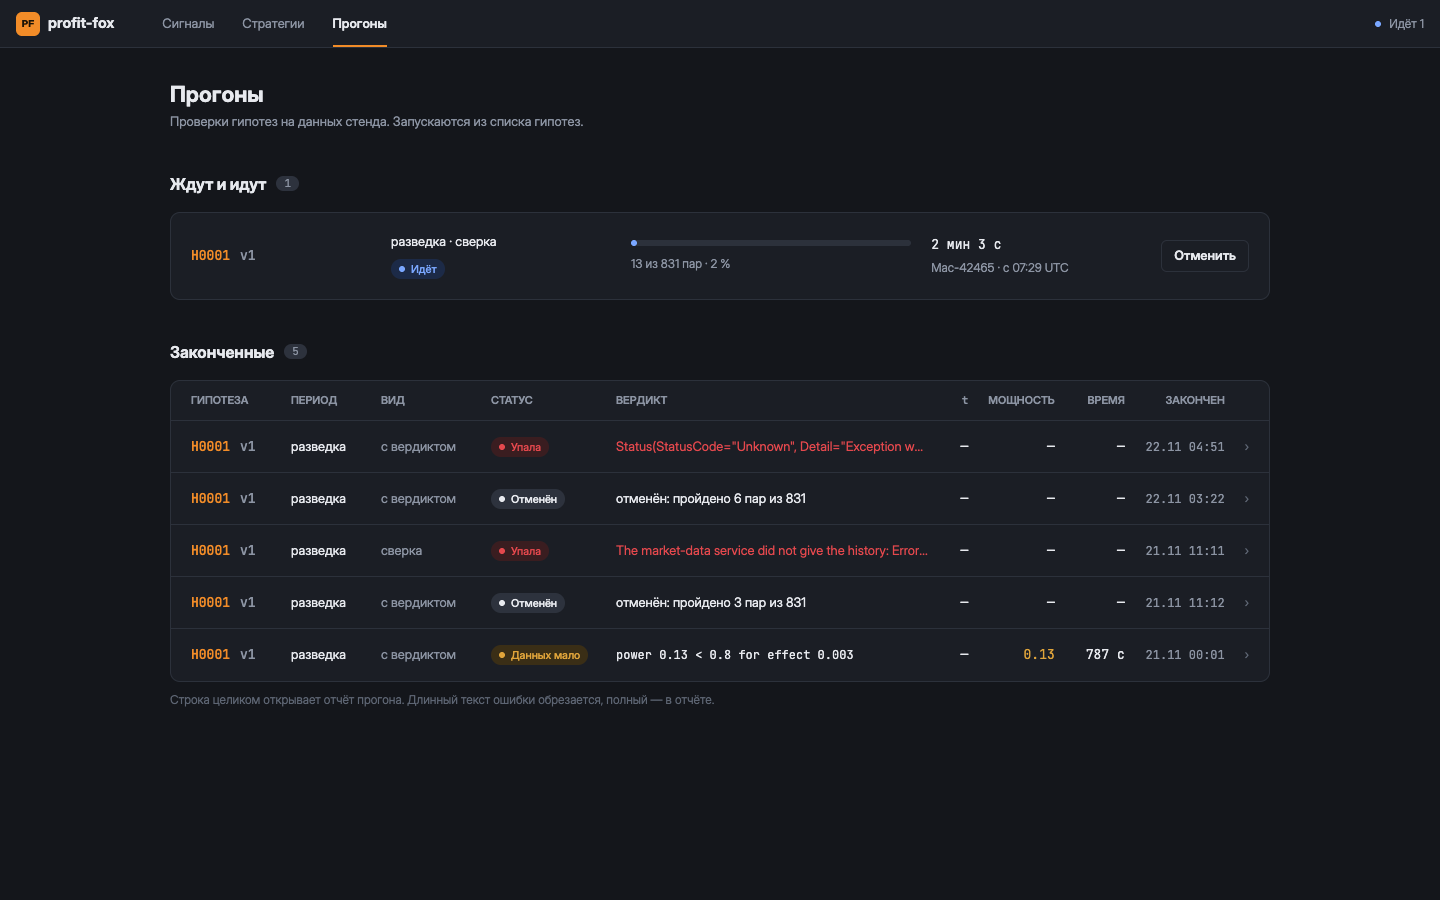 PF profit-fox Сигналы Стратегии Прогоны Идёт 1
Прогоны
Проверки гипотез на данных стенда. Запускаются из списка гипотез.
Ждут и идут 1
H0001 v1
разведка · сверка
Идёт
13 из 831 пар · 2 %
2 мин 3 с
Mac-42465 · с 07:29 UTC
Отменить
Законченные 5
ГИПОТЕЗА ПЕРИОД ВИД СТАТУС ВЕРДИКТ t МОЩНОСТЬ ВРЕМЯ ЗАКОНЧЕН
H0001 v1 разведка с вердиктом Упала Status(StatusCode="Unknown", Detail="Exception w... — — — 22.11 04:51 ›
H0001 v1 разведка с вердиктом Отменён отменён: пройдено 6 пар из 831 — — — 22.11 03:22 ›
H0001 v1 разведка сверка Упала The market-data service did not give the history: Error... — — — 21.11 11:11 ›
H0001 v1 разведка с вердиктом Отменён отменён: пройдено 3 пар из 831 — — — 21.11 11:12 ›
H0001 v1 разведка с вердиктом Данных мало power 0.13 < 0.8 for effect 0.003 — 0.13 787 с 21.11 00:01 ›
Строка целиком открывает отчёт прогона. Длинный текст ошибки обрезается, полный — в отчёте.